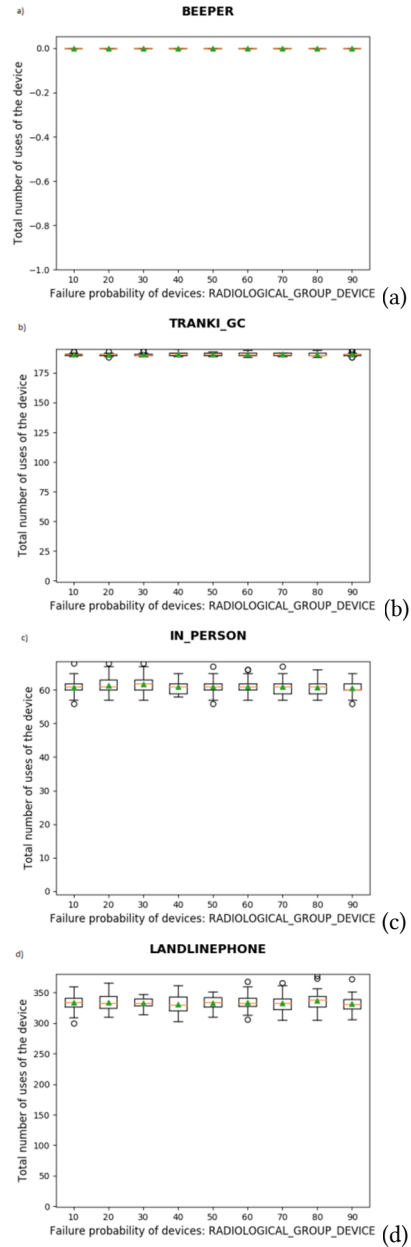 a)
BEEPER
Total number of uses of the device
0.0
−0.2
−0.4
−0.6
−0.8
−1.0
10 20 30 40 50 60 70 80 90
Failure probability of devices: RADIOLOGICAL_GROUP_DEVICE
(a)
b)
TRANKI_GC
Total number of uses of the device
175
150
125
100
75
50
25
0
10 20 30 40 50 60 70 80 90
Failure probability of devices: RADIOLOGICAL_GROUP_DEVICE
(b)
c)
IN_PERSON
Total number of uses of the device
60
50
40
30
20
10
0
10 20 30 40 50 60 70 80 90
Failure probability of devices: RADIOLOGICAL_GROUP_DEVICE
(c)
d)
LANDLINEPHONE
Total number of uses of the device
350
300
250
200
150
100
50
0
10 20 30 40 50 60 70 80 90
Failure probability of devices: RADIOLOGICAL_GROUP_DEVICE
(d)